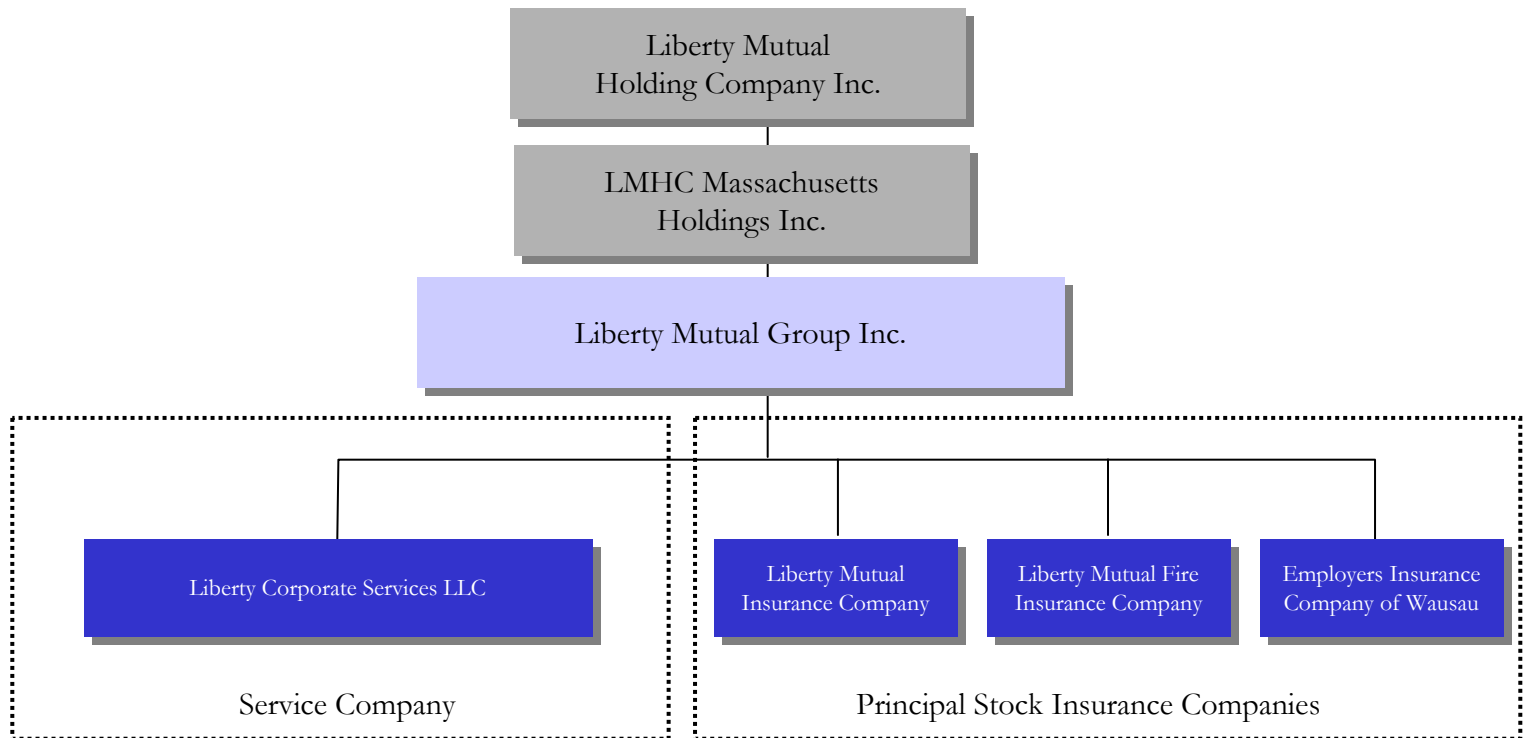 Liberty Mutual
Holding Company Inc.
LMHC Massachusetts
Holdings Inc.
Liberty Mutual Group Inc.
Liberty Corporate Services LLC
Liberty Mutual
Insurance Company
Liberty Mutual Fire
Insurance Company
Employers Insurance
Company of Wausau
Service Company
Principal Stock Insurance Companies